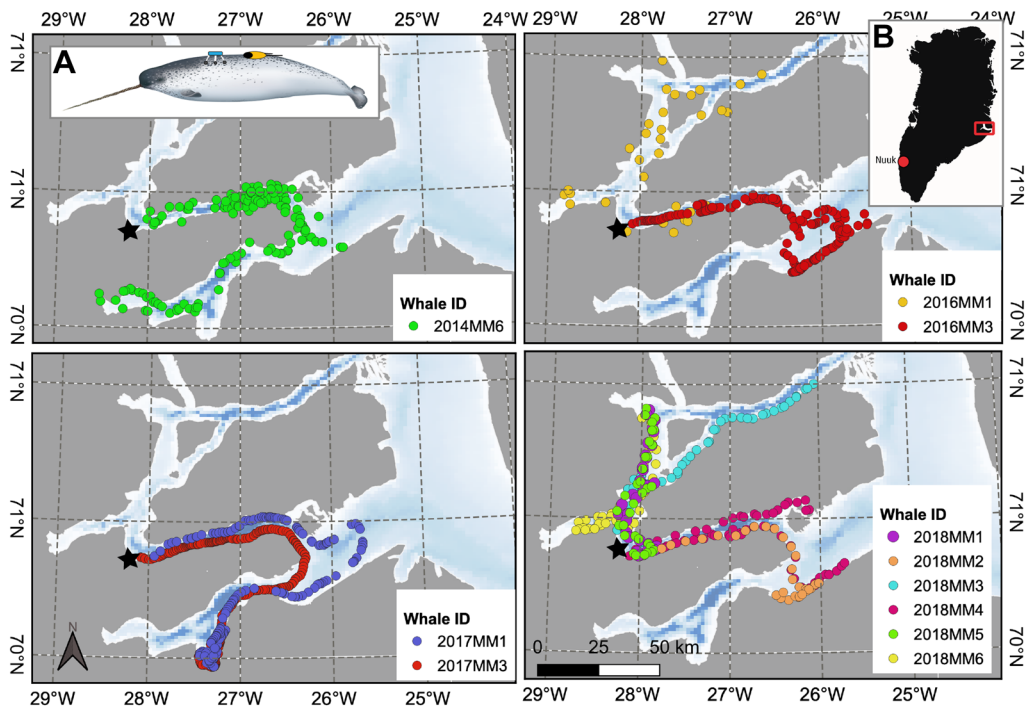 29°W 28°W 27°W 26°W 25°W 24°W
29°W 28°W 27°W 26°W 25°W 24°W
71°N
71°N
70°N
A
Whale ID
2014MM6
B
Nuuk
71°N
71°N
70°N
Whale ID
2016MM1
2016MM3
71°N
71°N
70°N
N
Whale ID
2017MM1
2017MM3
29°W 28°W 27°W 26°W 25°W
71°N
71°N
70°N
Whale ID
2018MM1
2018MM2
2018MM3
2018MM4
2018MM5
2018MM6
0 25 50 km
29°W 28°W 27°W 26°W 25°W